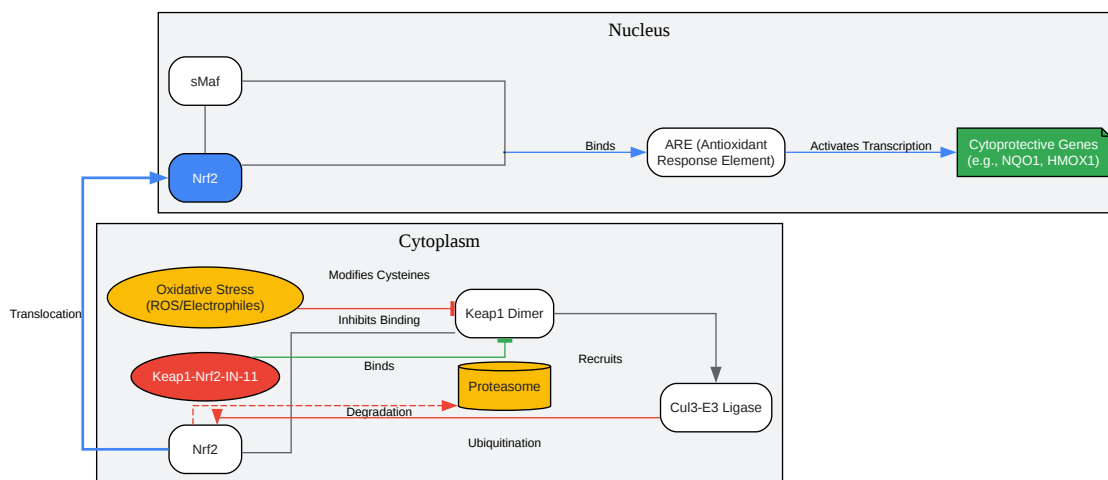 Nucleus
sMaf
Nrf2
Binds
ARE (Antioxidant
Response Element)
Activates Transcription
Cytoprotective Genes
(e.g., NQO1, HMOX1)
Translocation
Cytoplasm
Oxidative Stress
(ROS/Electrophiles)
Modifies Cysteines
Inhibits Binding
Keap1 Dimer
Keap1-Nrf2-IN-11
Binds
Recruits
Proteasome
Degradation
Cul3-E3 Ligase
Nrf2
Ubiquitination